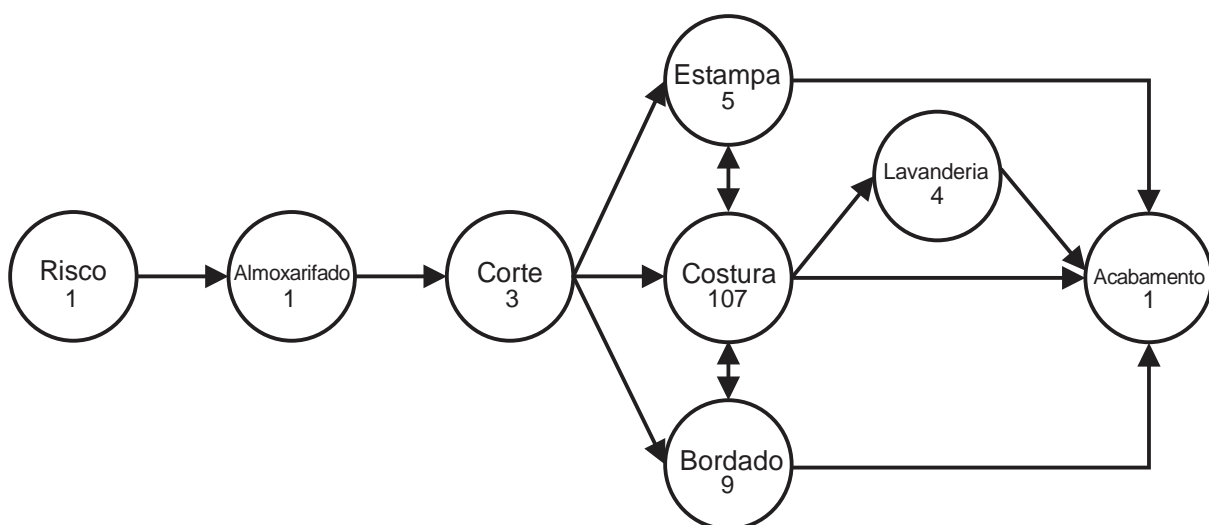 Risco
1
Almoxarifado
1
Corte
3
Estampa
5
Costura
107
Bordado
9
Lavanderia
4
Acabamento
1